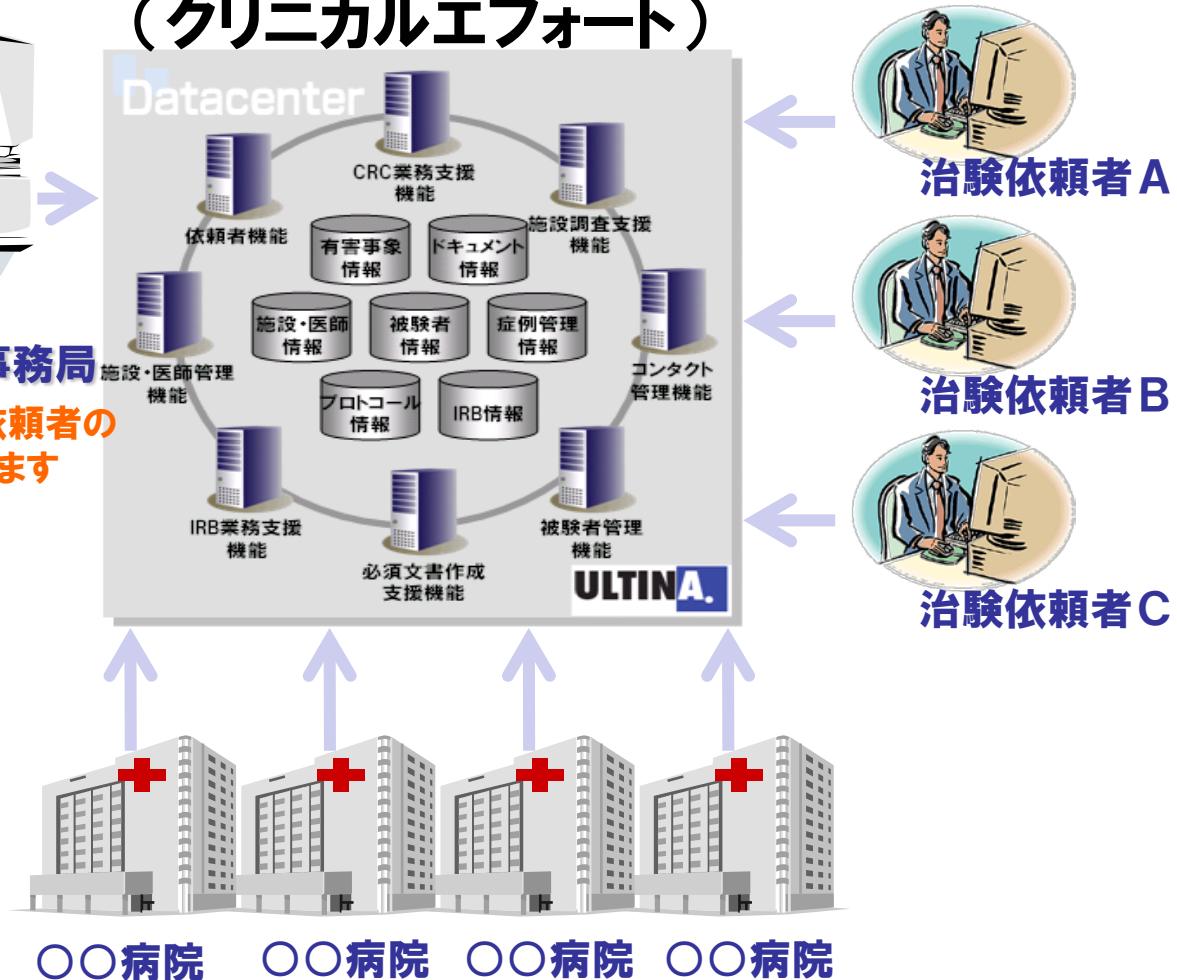 （クリニカルエフォート）
Datacenter
CRC業務支援
機能
依頼者機能
施設調査支援
機能
有害事象
情報
ドキュメント
情報
施設・医師
情報
被験者
情報
症例管理
情報
施設・医師管理
機能
コンタクト
管理機能
プロトコール
情報
IRB情報
IRB業務支援
機能
必須文書作成
支援機能
被験者管理
機能
ULTINA.
事務局
依頼者の
ます
治験依頼者A
治験依頼者B
治験依頼者C
〇〇病院
〇〇病院
〇〇病院
〇〇病院